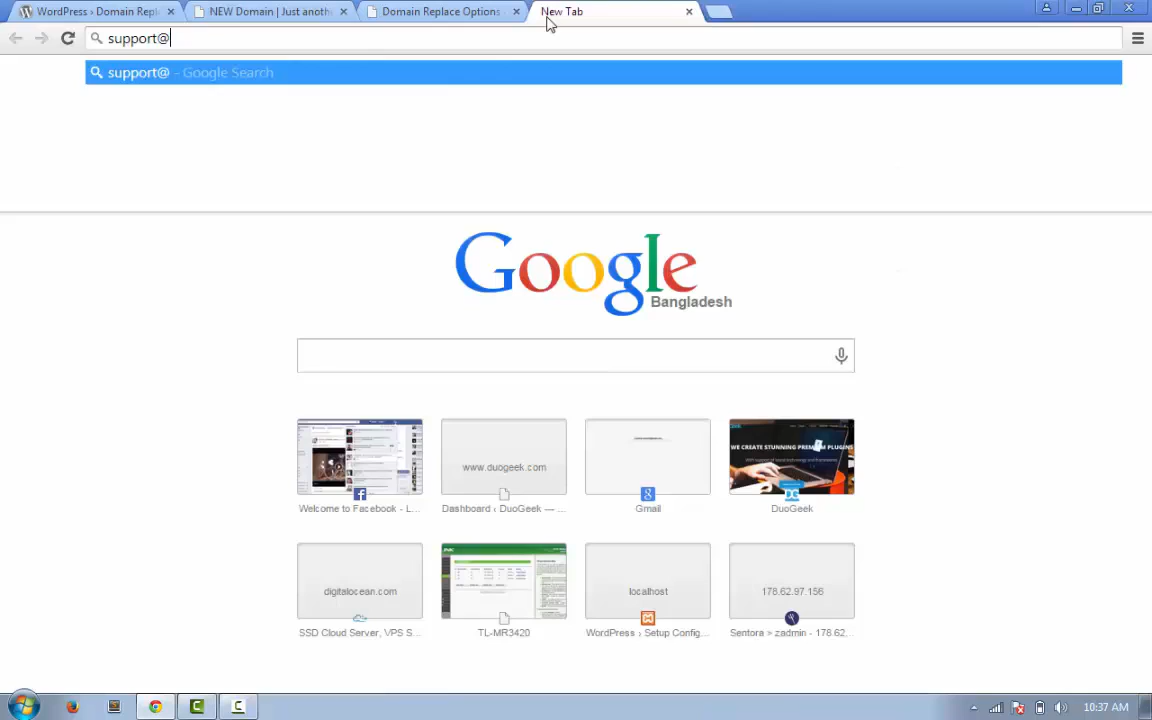 WordPress › Domain Repl
NEW Domain | Just anoth
Domain Replace Options
New Tab
support@
support@ - Google Search
Google
Bangladesh
www.duogeek.com
WE CREATE STUNNING PREMIUM PLUGINS
Welcome to Facebook - L...
Dashboard ‹ DuoGeek — ...
Gmail
DuoGeek
digitalocean.com
localhost
178.62.97.156
SSD Cloud Server, VPS S...
TL-MR3420
WordPress › Setup Config...
Sentora > zadmin - 178.62...
10:37 AM